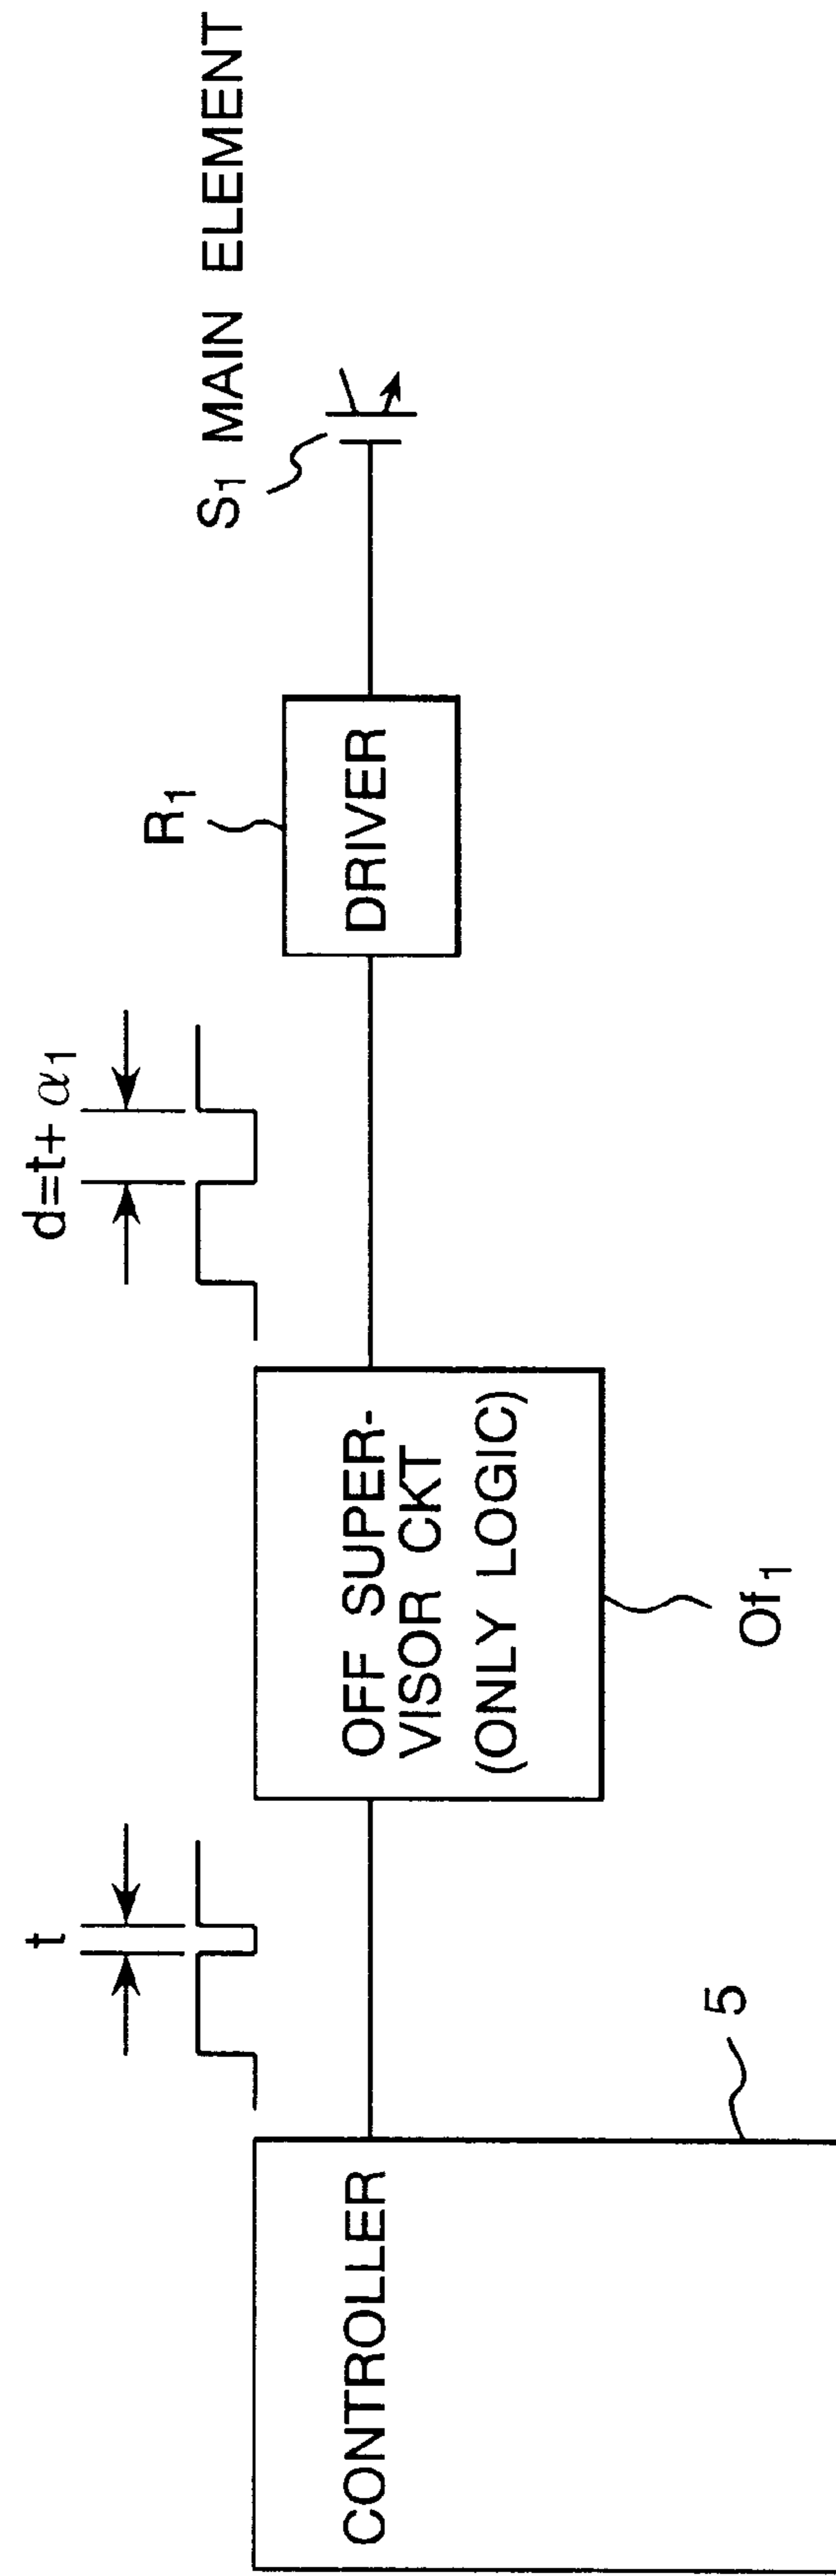 CONTROLLER
5
t
OFF SUPER-
VISOR CKT
(ONLY LOGIC)
Of₁
d=t+ α₁
R₁
DRIVER
S₁ MAIN ELEMENT